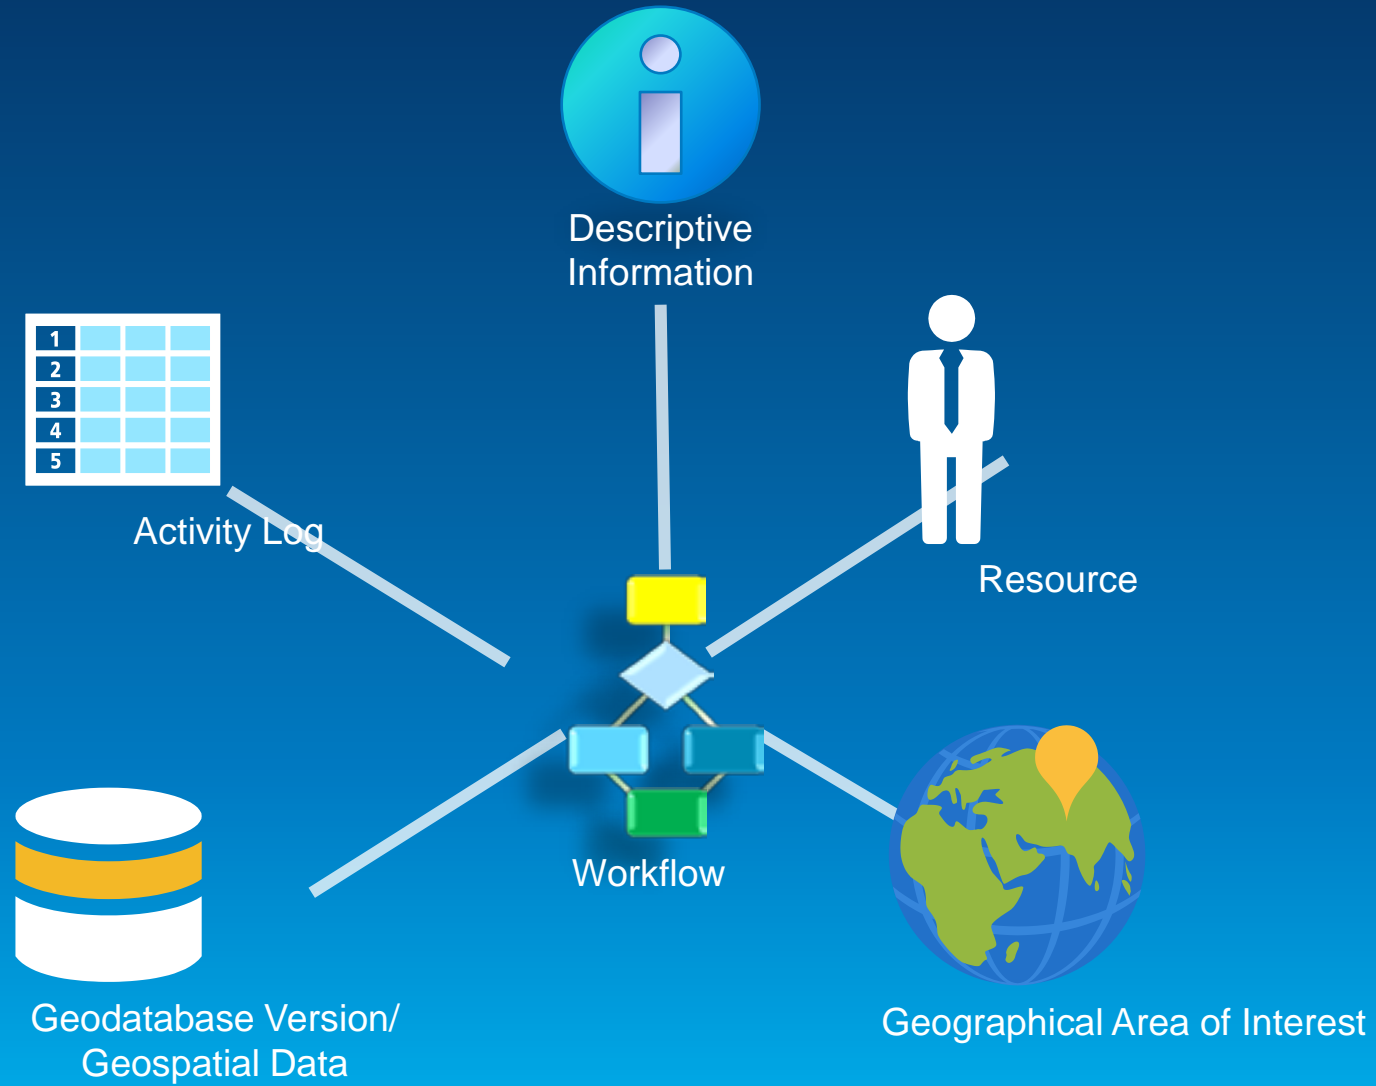 Descriptive
Information
1
2
3
4
5
Activity Log
Resource
Workflow
Geodatabase Version/
Geospatial Data
Geographical Area of Interest